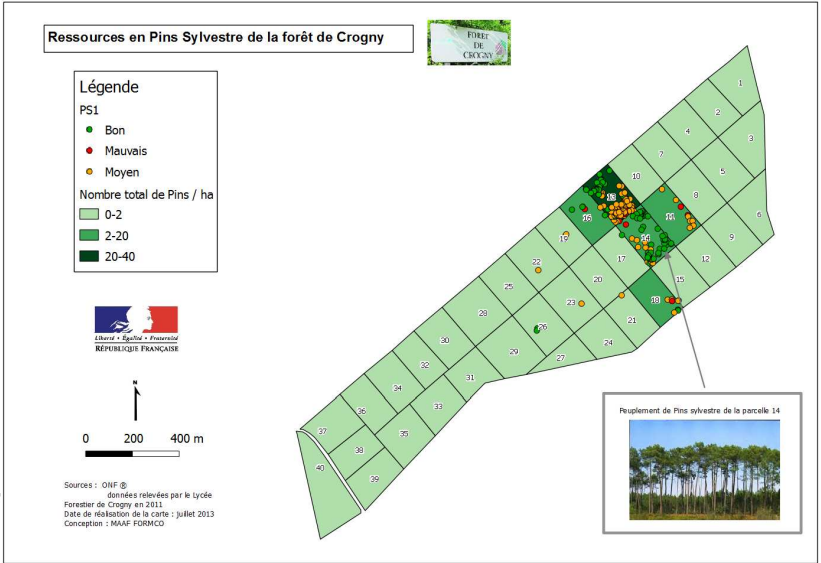 Ressources en Pins Sylvestre de la forêt de Crogny
FORET
DE
CROGNY
Légende
PS1
Bon
Mauvais
Moyen
Nombre total de Pins / ha
0-2
2-20
20-40
Liberté • Égalité • Fraternité
RÉPUBLIQUE FRANÇAISE
N
0 200 400 m
Sources : ONF ®
données relevées par le Lycée
Forestier de Crogny en 2011
Date de réalisation de la carte : juillet 2013
Conception : MAAF FORMCO
1
2
3
4
5
7
6
10
8
13
11
9
16
14
12
19
17
15
22
20
18
25
23
21
28
26
24
30
29
27
32
31
34
33
36
35
37
38
40
39
Peuplement de Pins sylvestre de la parcelle 14